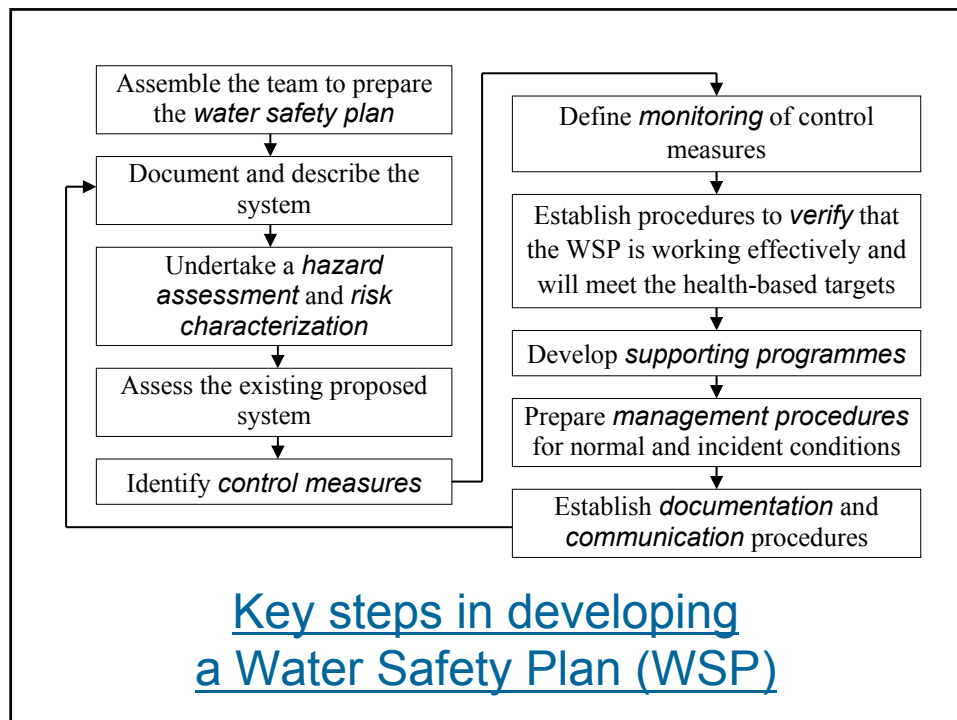 Assemble the team to prepare
the water safety plan
Document and describe the
system
Undertake a hazard
assessment and risk
characterization
Assess the existing proposed
system
Identify control measures
Define monitoring of control
measures
Establish procedures to verify that
the WSP is working effectively and
will meet the health-based targets
Develop supporting programmes
Prepare management procedures
for normal and incident conditions
Establish documentation and
communication procedures
Key steps in developing
a Water Safety Plan (WSP)